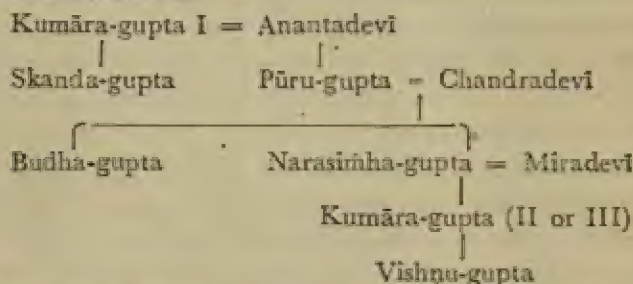 Kumāra-gupta I = Anantadevī
Skanda-gupta Pūru-gupta = Chandradevī
Budha-gupta Narasiṁha-gupta = Miradevī
Kumāra-gupta (II or III)
Vishṇu-gupta